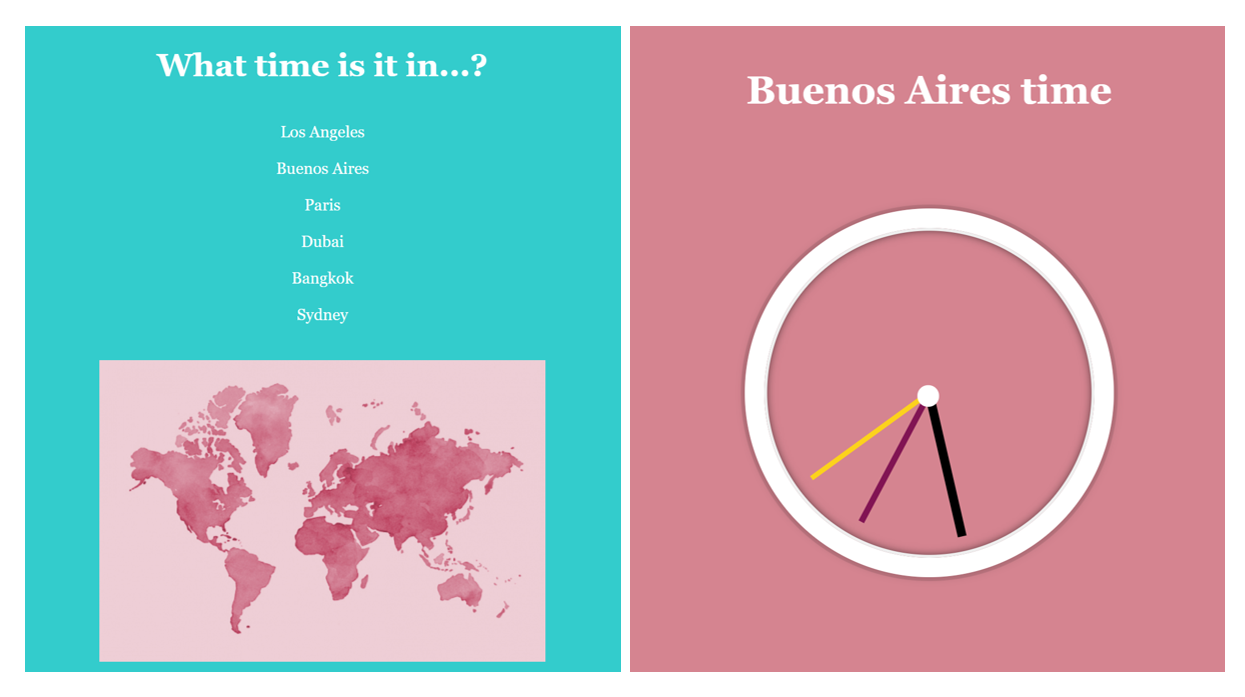 What time is it in...?
Los Angeles
Buenos Aires
Paris
Dubai
Bangkok
Sydney
Buenos Aires time